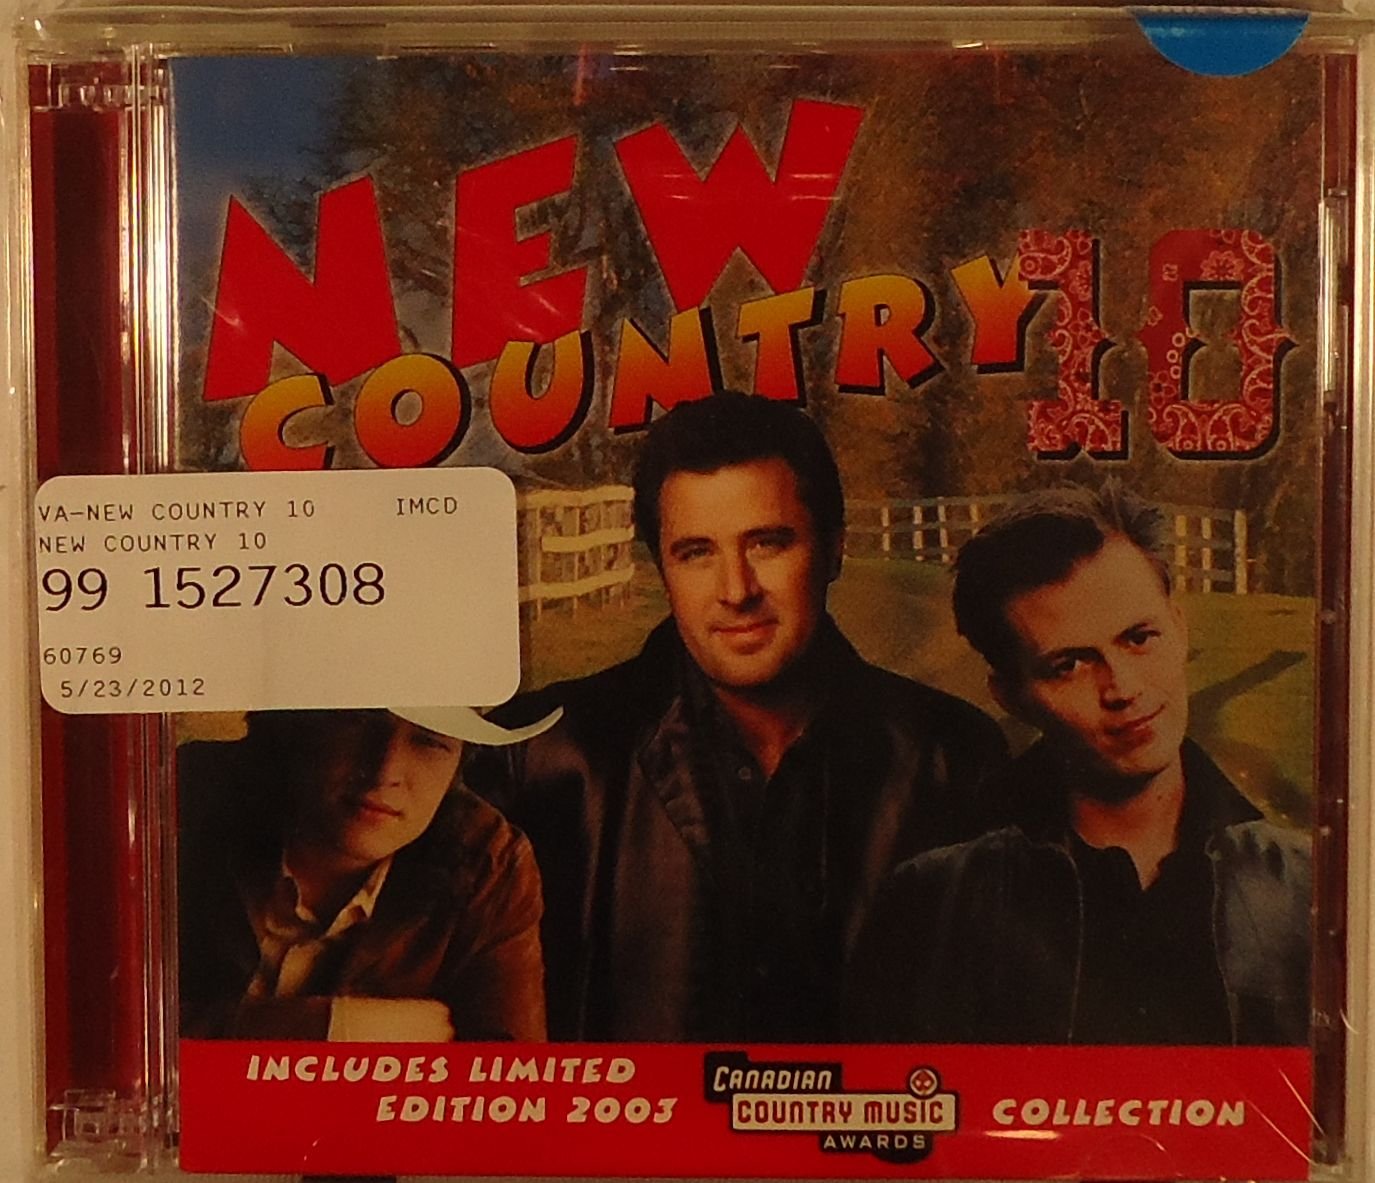 NEW
COUNTRY 10
VA-NEW COUNTRY 10 IMCD
NEW COUNTRY 10
99 1527308
60769
5/23/2012
INCLUDES LIMITED
EDITION 2003
CANADIAN
COUNTRY MUSIC
AWARDS
COLLECTION